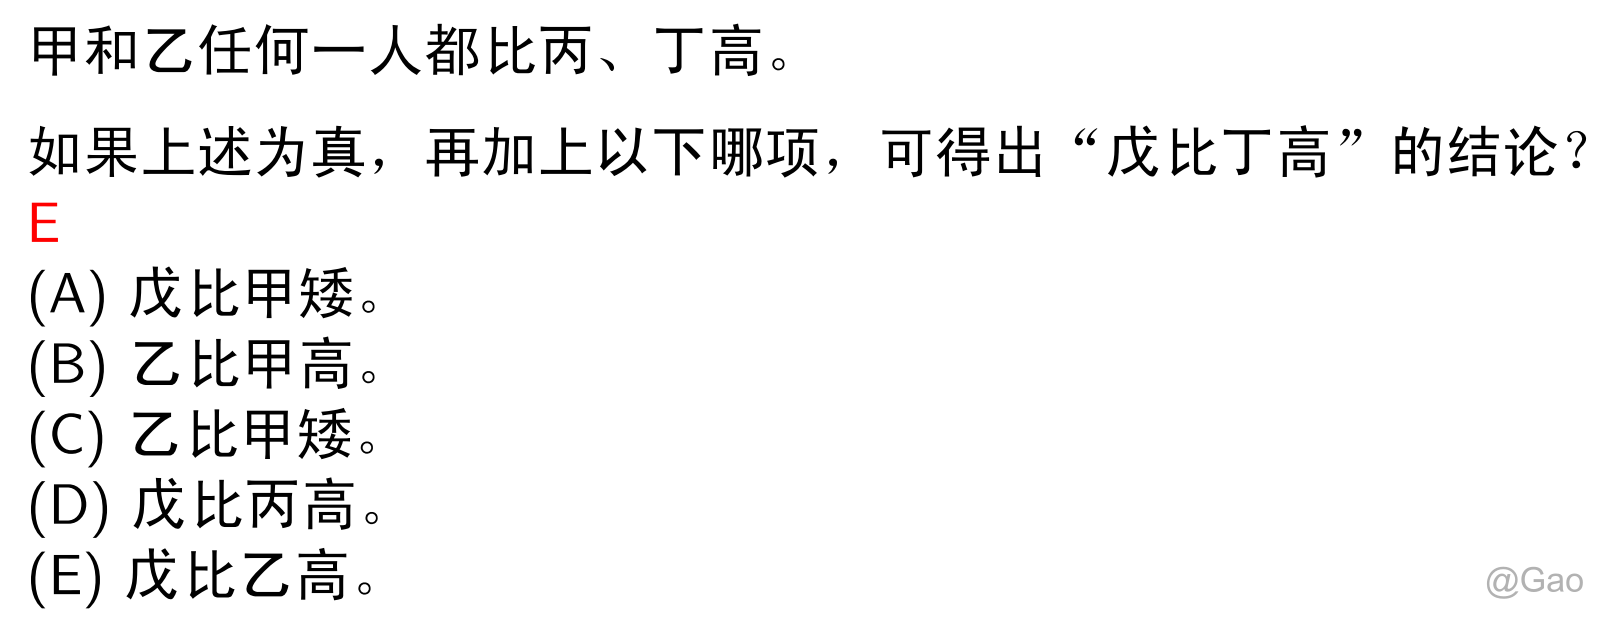 甲和乙任何一人都比丙、丁高。
如果上述为真，再加上以下哪项，可得出“戊比丁高”的结论？
E
(A) 戊比甲矮。
(B) 乙比甲高。
(C) 乙比甲矮。
(D) 戊比丙高。
(E) 戊比乙高。
@Gao